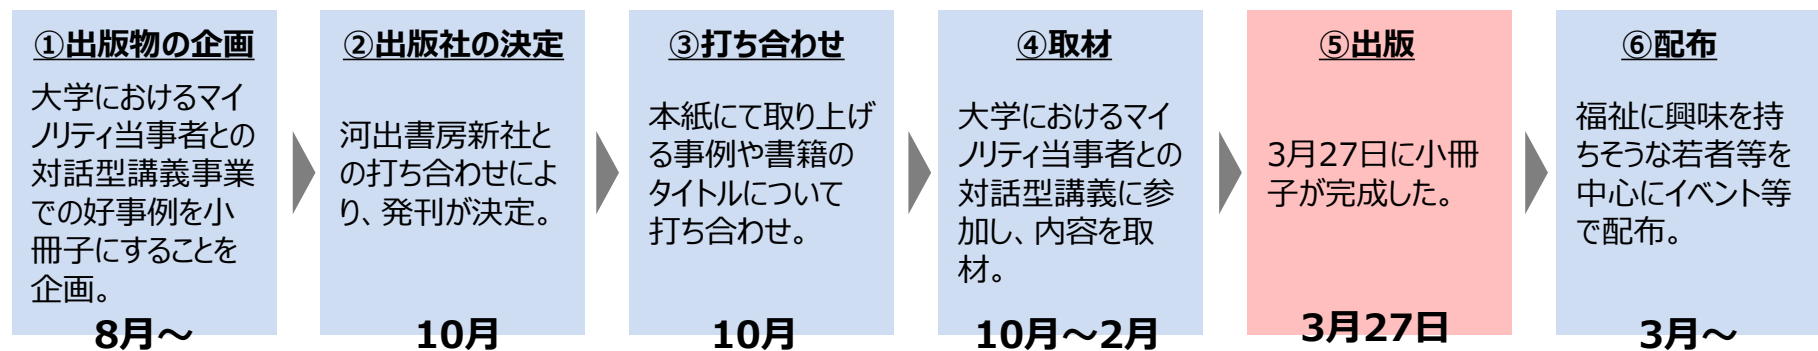 ①出版物の企画
大学におけるマイ
ノリティ当事者との
対話型講義事業
での好事例を小
冊子にすることを
企画。
8月～
②出版社の決定
河出書房新社と
の打ち合わせによ
り、発刊が決定。
10月
③打ち合わせ
本紙にて取り上げ
る事例や書籍の
タイトルについて
打ち合わせ。
10月
④取材
大学におけるマイ
ノリティ当事者との
対話型講義に参
加し、内容を取
材。
10月～2月
⑤出版
3月27日に小冊
子が完成した。
3月27日
⑥配布
福祉に興味を持
ちそうな若者等を
中心にイベント等
で配布。
3月～